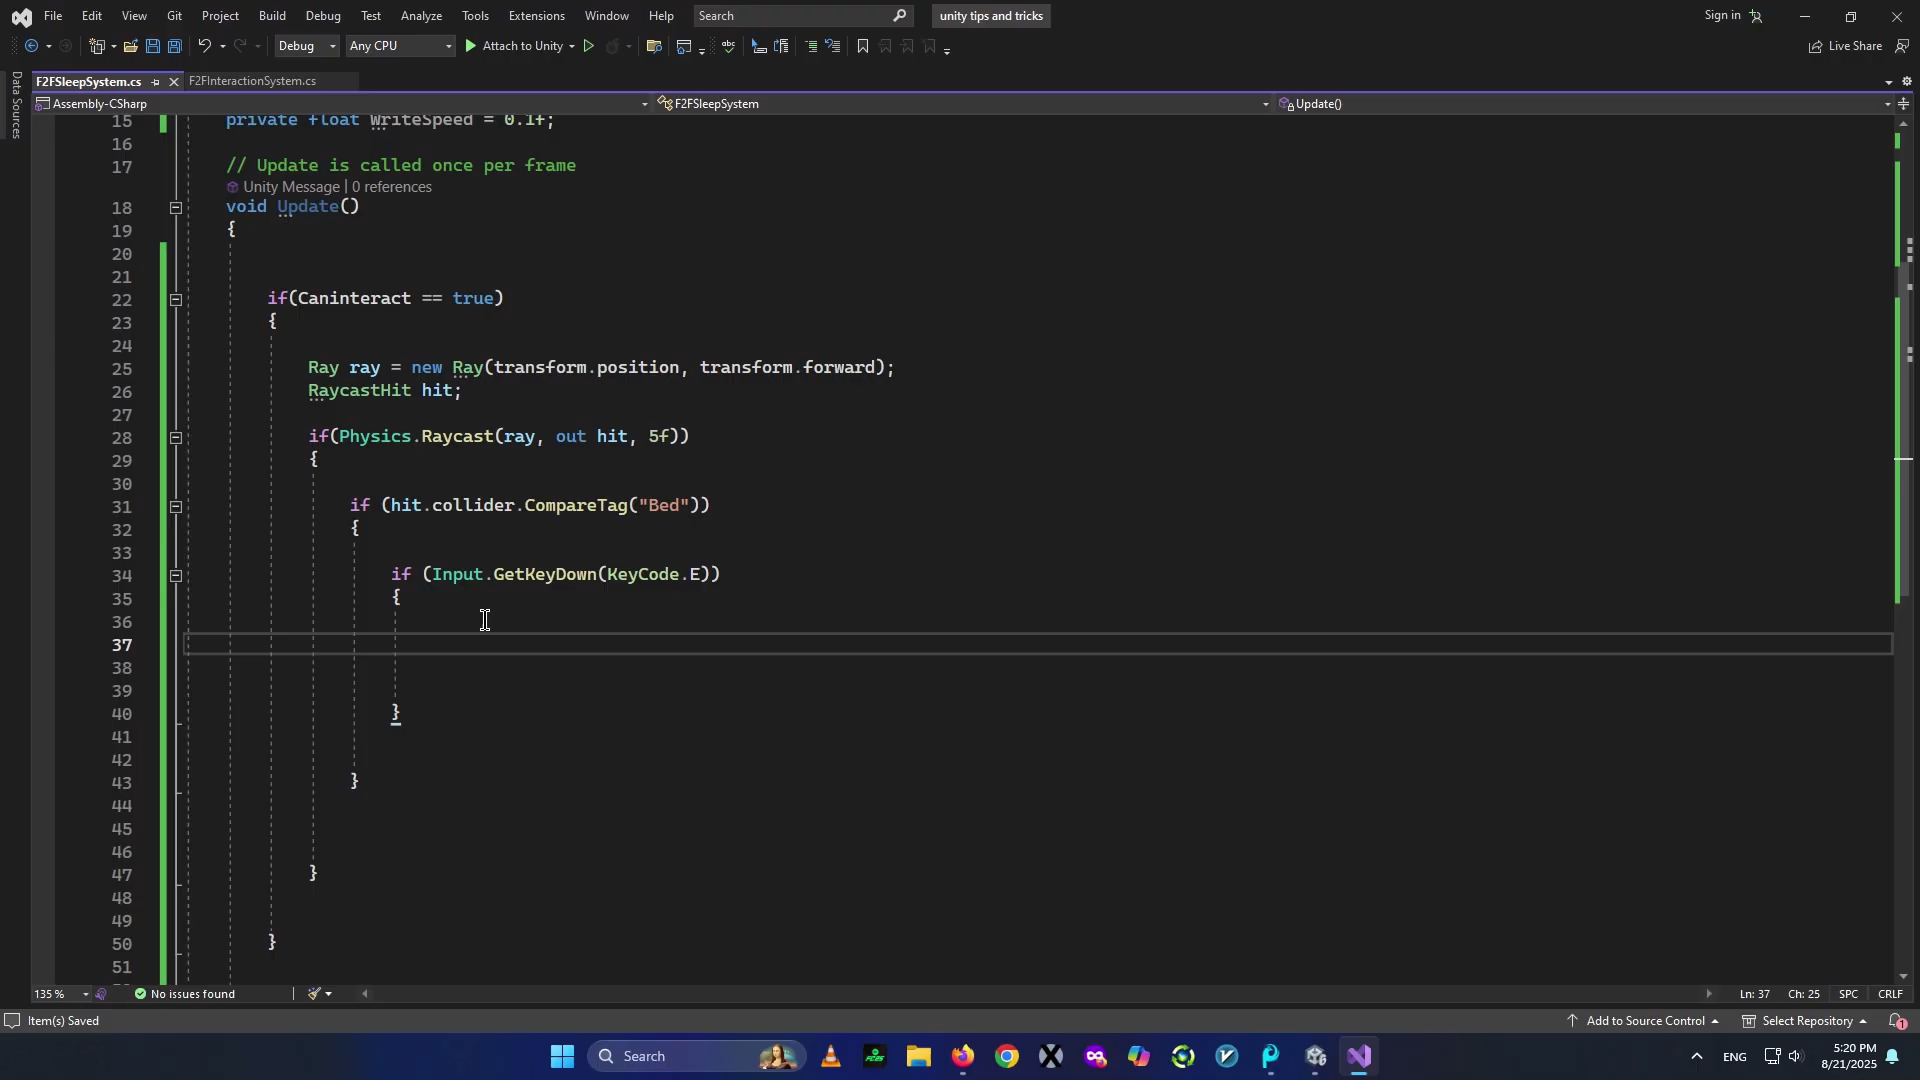 File Edit View Git Project Build Debug Test Analyze Tools Extensions Window Help Search unity tips and tricks Sign in
Debug Any CPU Attach to Unity Live Share
F2FSleepSystem.cs F2FInteractionSystem.cs
Data Sources
Assembly-CSharp F2FSleepSystem Update()
15 private float WriteSpeed = 0.1f;
16
17 // Update is called once per frame
Unity Message | 0 references
18 void Update()
19 {
20
21
22 if(Caninteract == true)
23 {
24
25 Ray ray = new Ray(transform.position, transform.forward);
26 RaycastHit hit;
27
28 if(Physics.Raycast(ray, out hit, 5f))
29 {
30
31 if (hit.collider.CompareTag("Bed"))
32 {
33
34 if (Input.GetKeyDown(KeyCode.E))
35 {
36
37
38
39
40 }
41
42
43 }
44
45
46
47 }
48
49
50 }
51
135 % No issues found Ln: 37 Ch: 25 SPC CRLF
Item(s) Saved Add to Source Control Select Repository 1
Search ENG 5:20 PM
8/21/2025